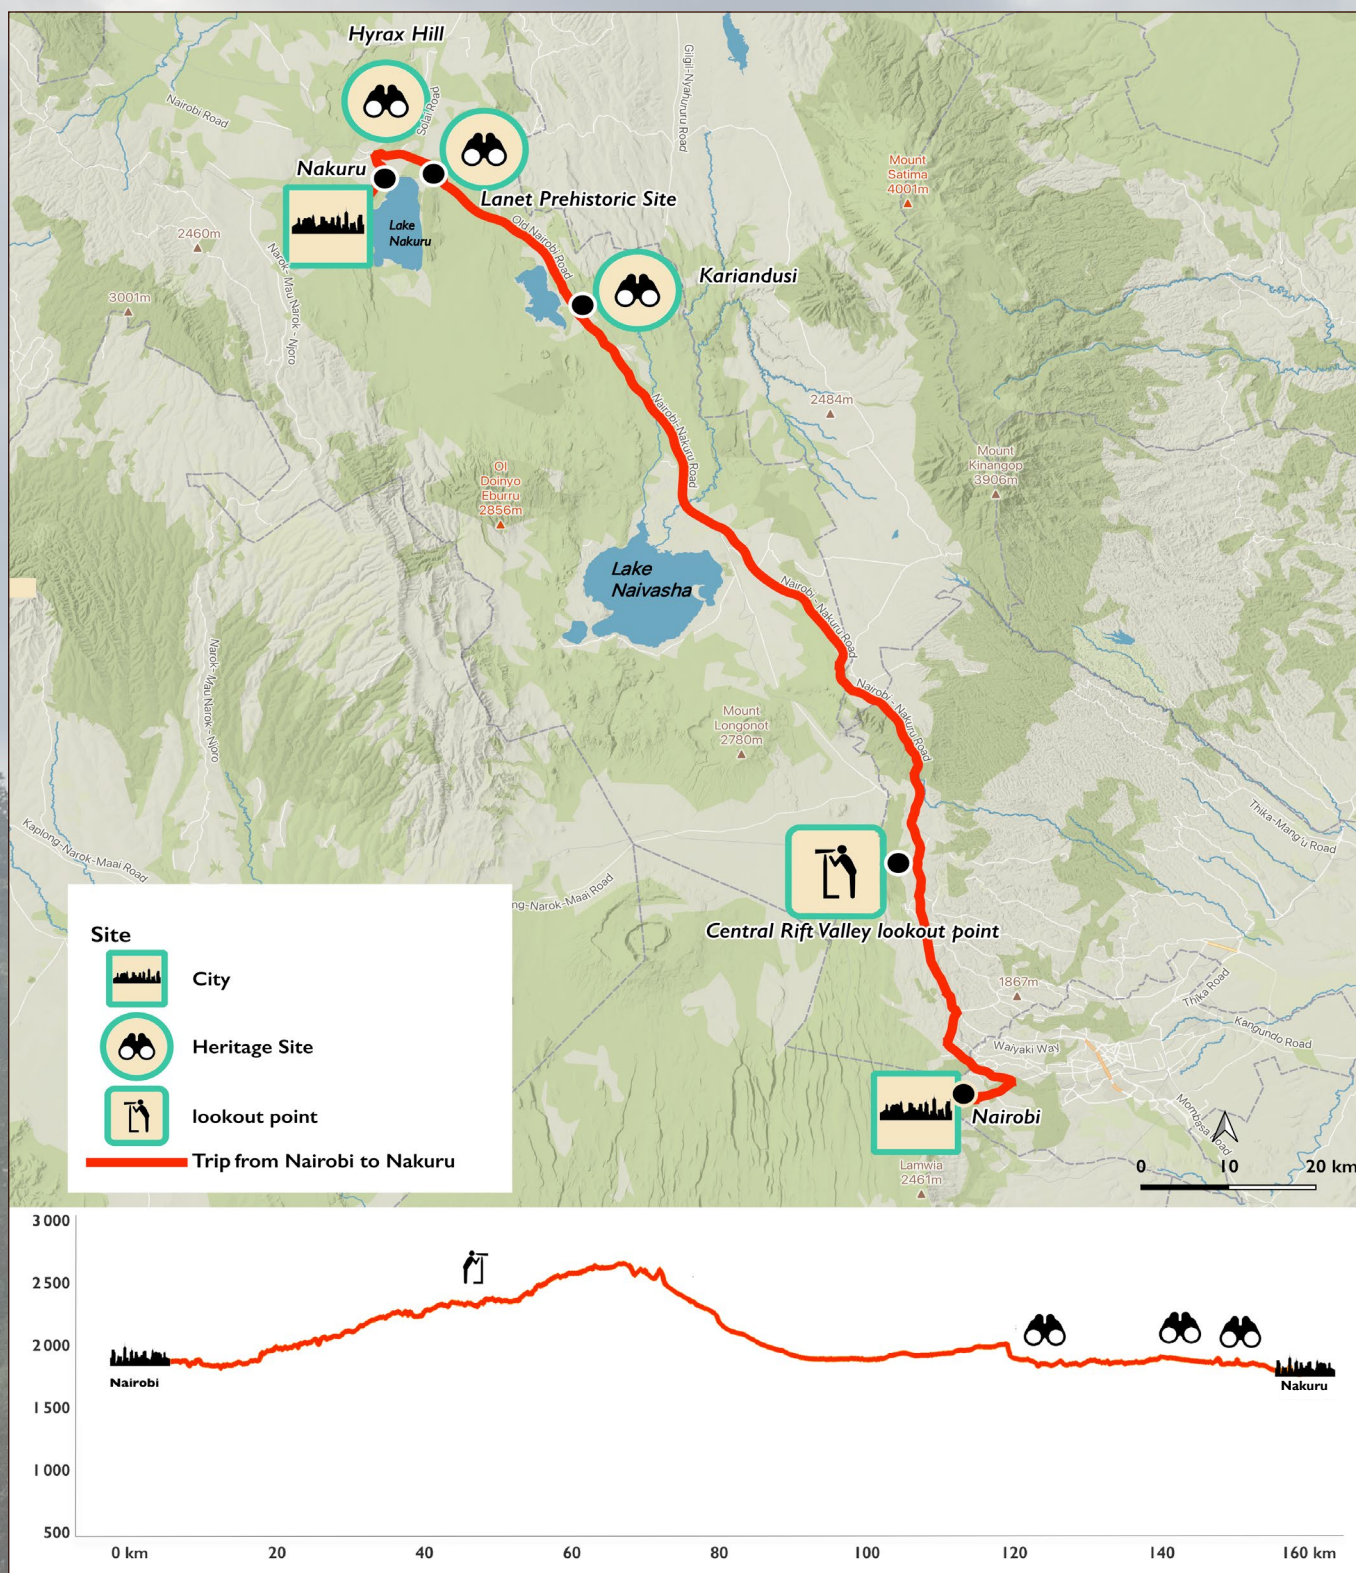 Hyrax Hill
Gilgil-Nyahururu Road
Solai Road
Nairobi Road
Nakuru
Lanet Prehistoric Site
Mount
Satima
4001m
Lake
Nakuru
Old Nairobi Road
2460m
Narok- Mau Narok - Njoro
Kariandusi
3001m
2484m
Nairobi-Nakuru Road
Mount
Kinangop
3906m
Ol
Doinyo
Eburru
2856m
Lake
Naivasha
Nairobi - Nakuru Road
Narok- Mau Narok - Njoro
Nairobi - Nakuru Road
Mount
Longonot
2780m
Thika-Mang'u Road
Kaplong-Narok-Maai Road
ng-Narok-Maai Road
Central Rift Valley lookout point
Site
City
Heritage Site
lookout point
Trip from Nairobi to Nakuru
1867m
Thika Road
Kangundo Road
Waiyaki Way
Mombasa Road
Nairobi
Lamwia
2461m
0 10 20 km
3 000
2 500
2 000
Nairobi
Nakuru
1 500
1 000
500
0 km 20 40 60 80 100 120 140 160 km